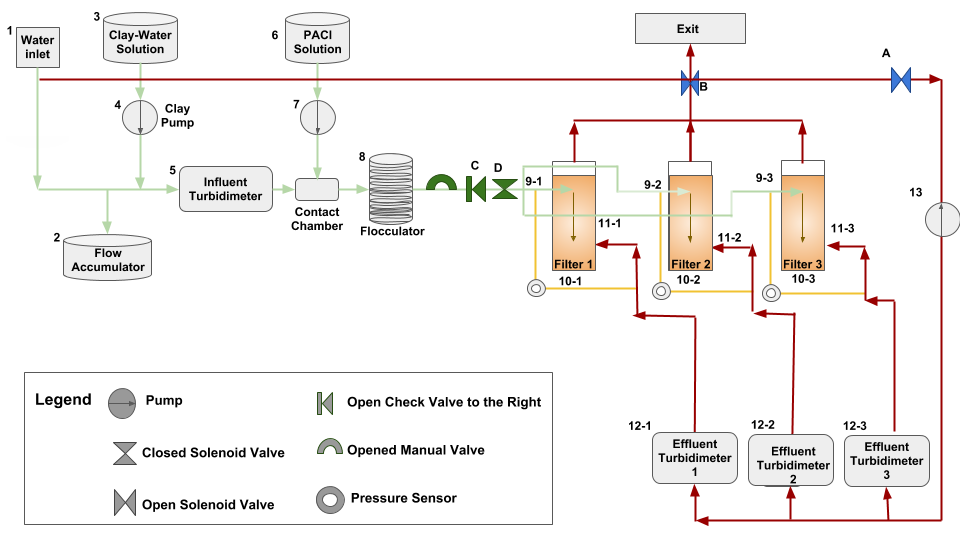 1
Water
inlet
3
Clay-Water
Solution
6
PACl
Solution
Exit
A
B
4
Clay
Pump
7
5
Influent
Turbidimeter
Contact
Chamber
8
Flocculator
C
D
9-1
9-2
9-3
13
11-1
11-2
11-3
2
Flow
Accumulator
Filter 1
Filter 2
Filter 3
10-1
10-2
10-3
Legend
Pump
Open Check Valve to the Right
Closed Solenoid Valve
Opened Manual Valve
Open Solenoid Valve
Pressure Sensor
12-1
Effluent
Turbidimeter
1
12-2
Effluent
Turbidimeter
2
12-3
Effluent
Turbidimeter
3